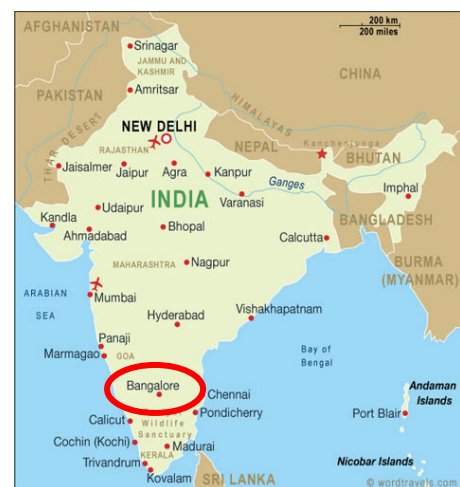 200 km
200 miles
AFGHANISTAN
Srinagar
JAMMU AND
KASHMIR
CHINA
Amritsar
PAKISTAN
HIMALAYAS
NEW DELHI
THAR DESERT
RAJASTHAN
NEPAL
Kanchenjunga
BHUTAN
Jaisalmer
Jaipur
Agra
Kanpur
Ganges
Imphal
Varanasi
INDIA
Udaipur
Kandla
BANGLADESH
Ahmadabad
Bhopal
Calcutta
BURMA
(MYANMAR)
MAHARASHTRA
Nagpur
ARABIAN
SEA
Mumbai
Hyderabad
Vishakhapatnam
Panaji
Marmagao
GOA
Bay of
Bengal
Bangalore
Chennai
Andaman
Islands
Calicut
Wildlife
Sanctuary
Pondicherry
Port Blair
Cochin (Kochi)
Madurai
KERALA
Trivandrum
Nicobar Islands
Kovalam
SRI LANKA
© wordtravels.com